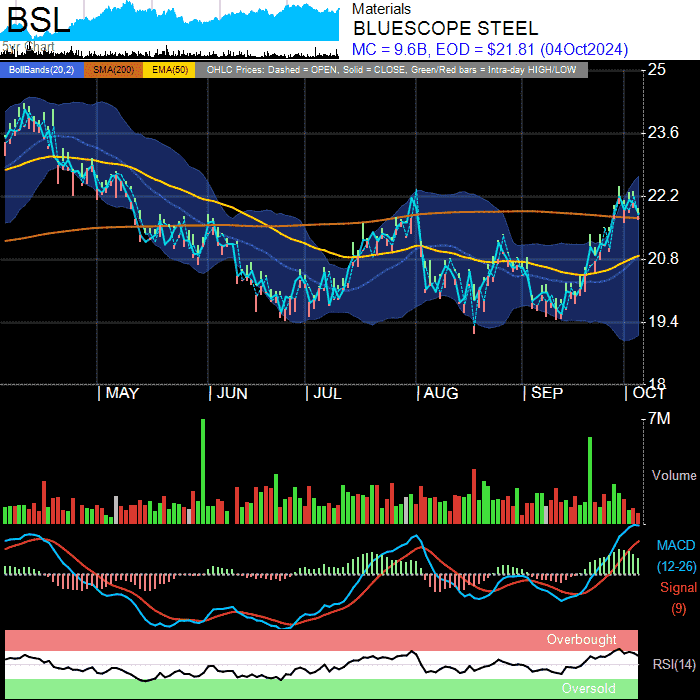 BSL
5yr Chart
Materials
BLUESCOPE STEEL
MC = 9.6B, EOD = $21.81 (04Oct2024)
BollBands(20,2) SMA(200) EMA(50) OHLC Prices: Dashed = OPEN, Solid = CLOSE, Green/Red bars = Intra-day HIGH/LOW
25
23.6
22.2
20.8
19.4
18
MAY JUN JUL AUG SEP OCT
7M
Volume
MACD
(12-26)
Signal
(9)
Overbought
RSI(14)
Oversold